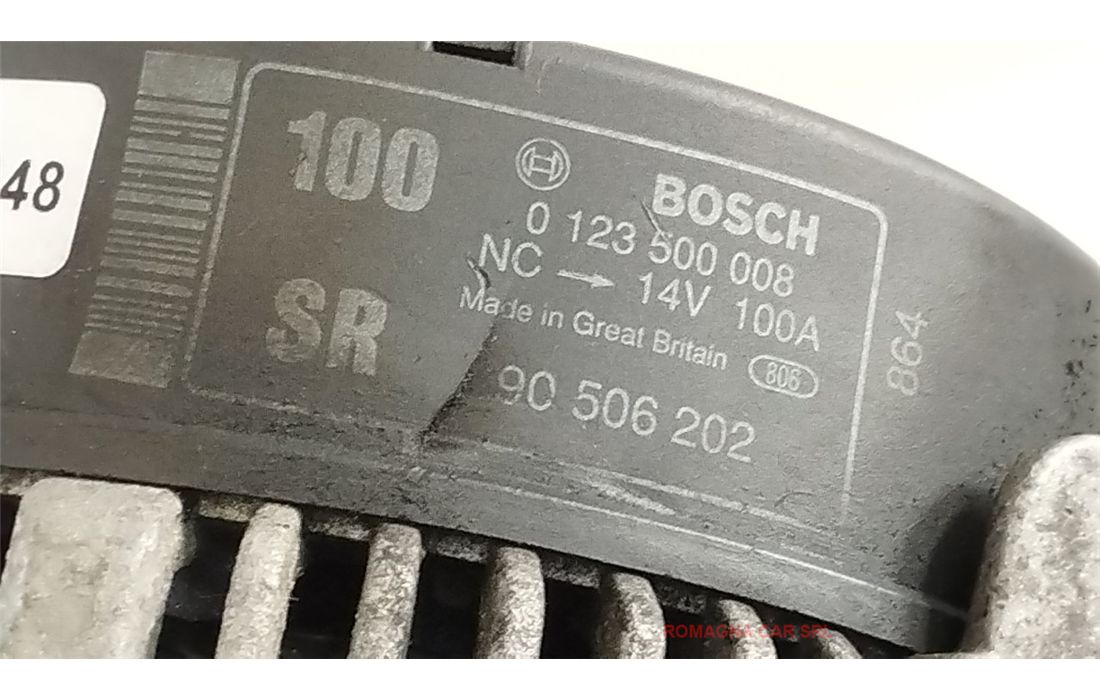 48
100
SR
BOSCH
0 123 500 008
NC → 14V 100A
Made in Great Britain 806
90 506 202
864
ROMAGNA CAR SRL